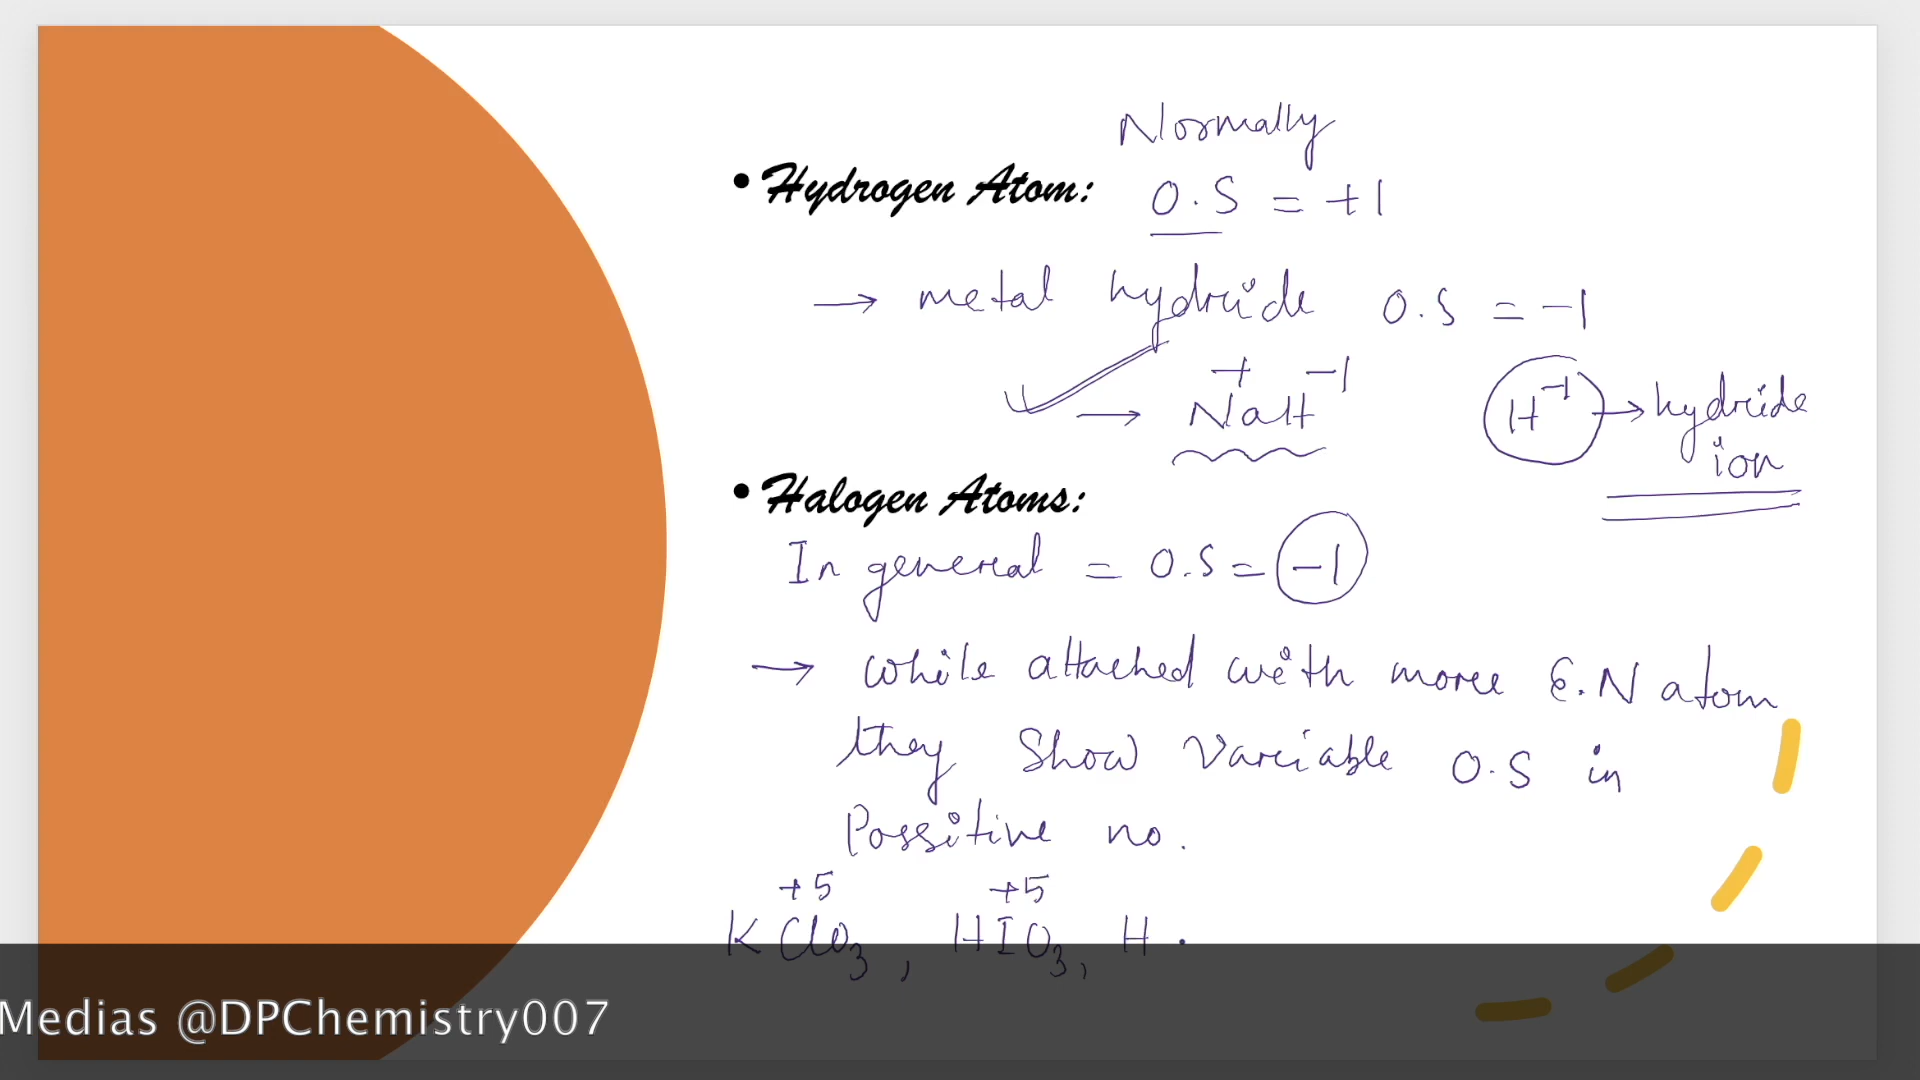 Normally
• Hydrogen Atom: O.S = +1
→ metal hydride O.S = -1
+ -1
→ NaH H⁻¹ → hydride
ion
• Halogen Atoms:
In general = O.S = -1
→ while attached with more E.N atom
they Show Variable O.S in
Possitive no.
+5 +5
KClO₃, HIO₃, H
Medias @DPChemistry007